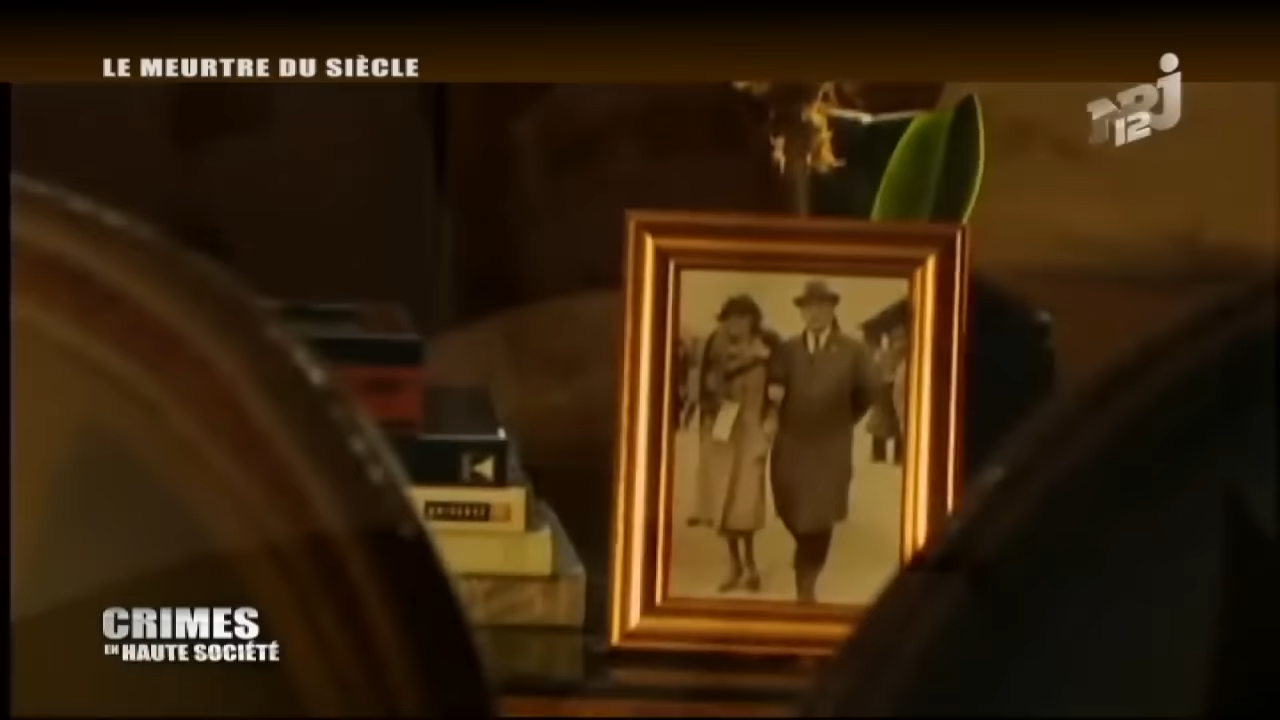 LE MEURTRE DU SIÈCLE
NRJ
12
CRIMES
EN HAUTE SOCIÉTÉ